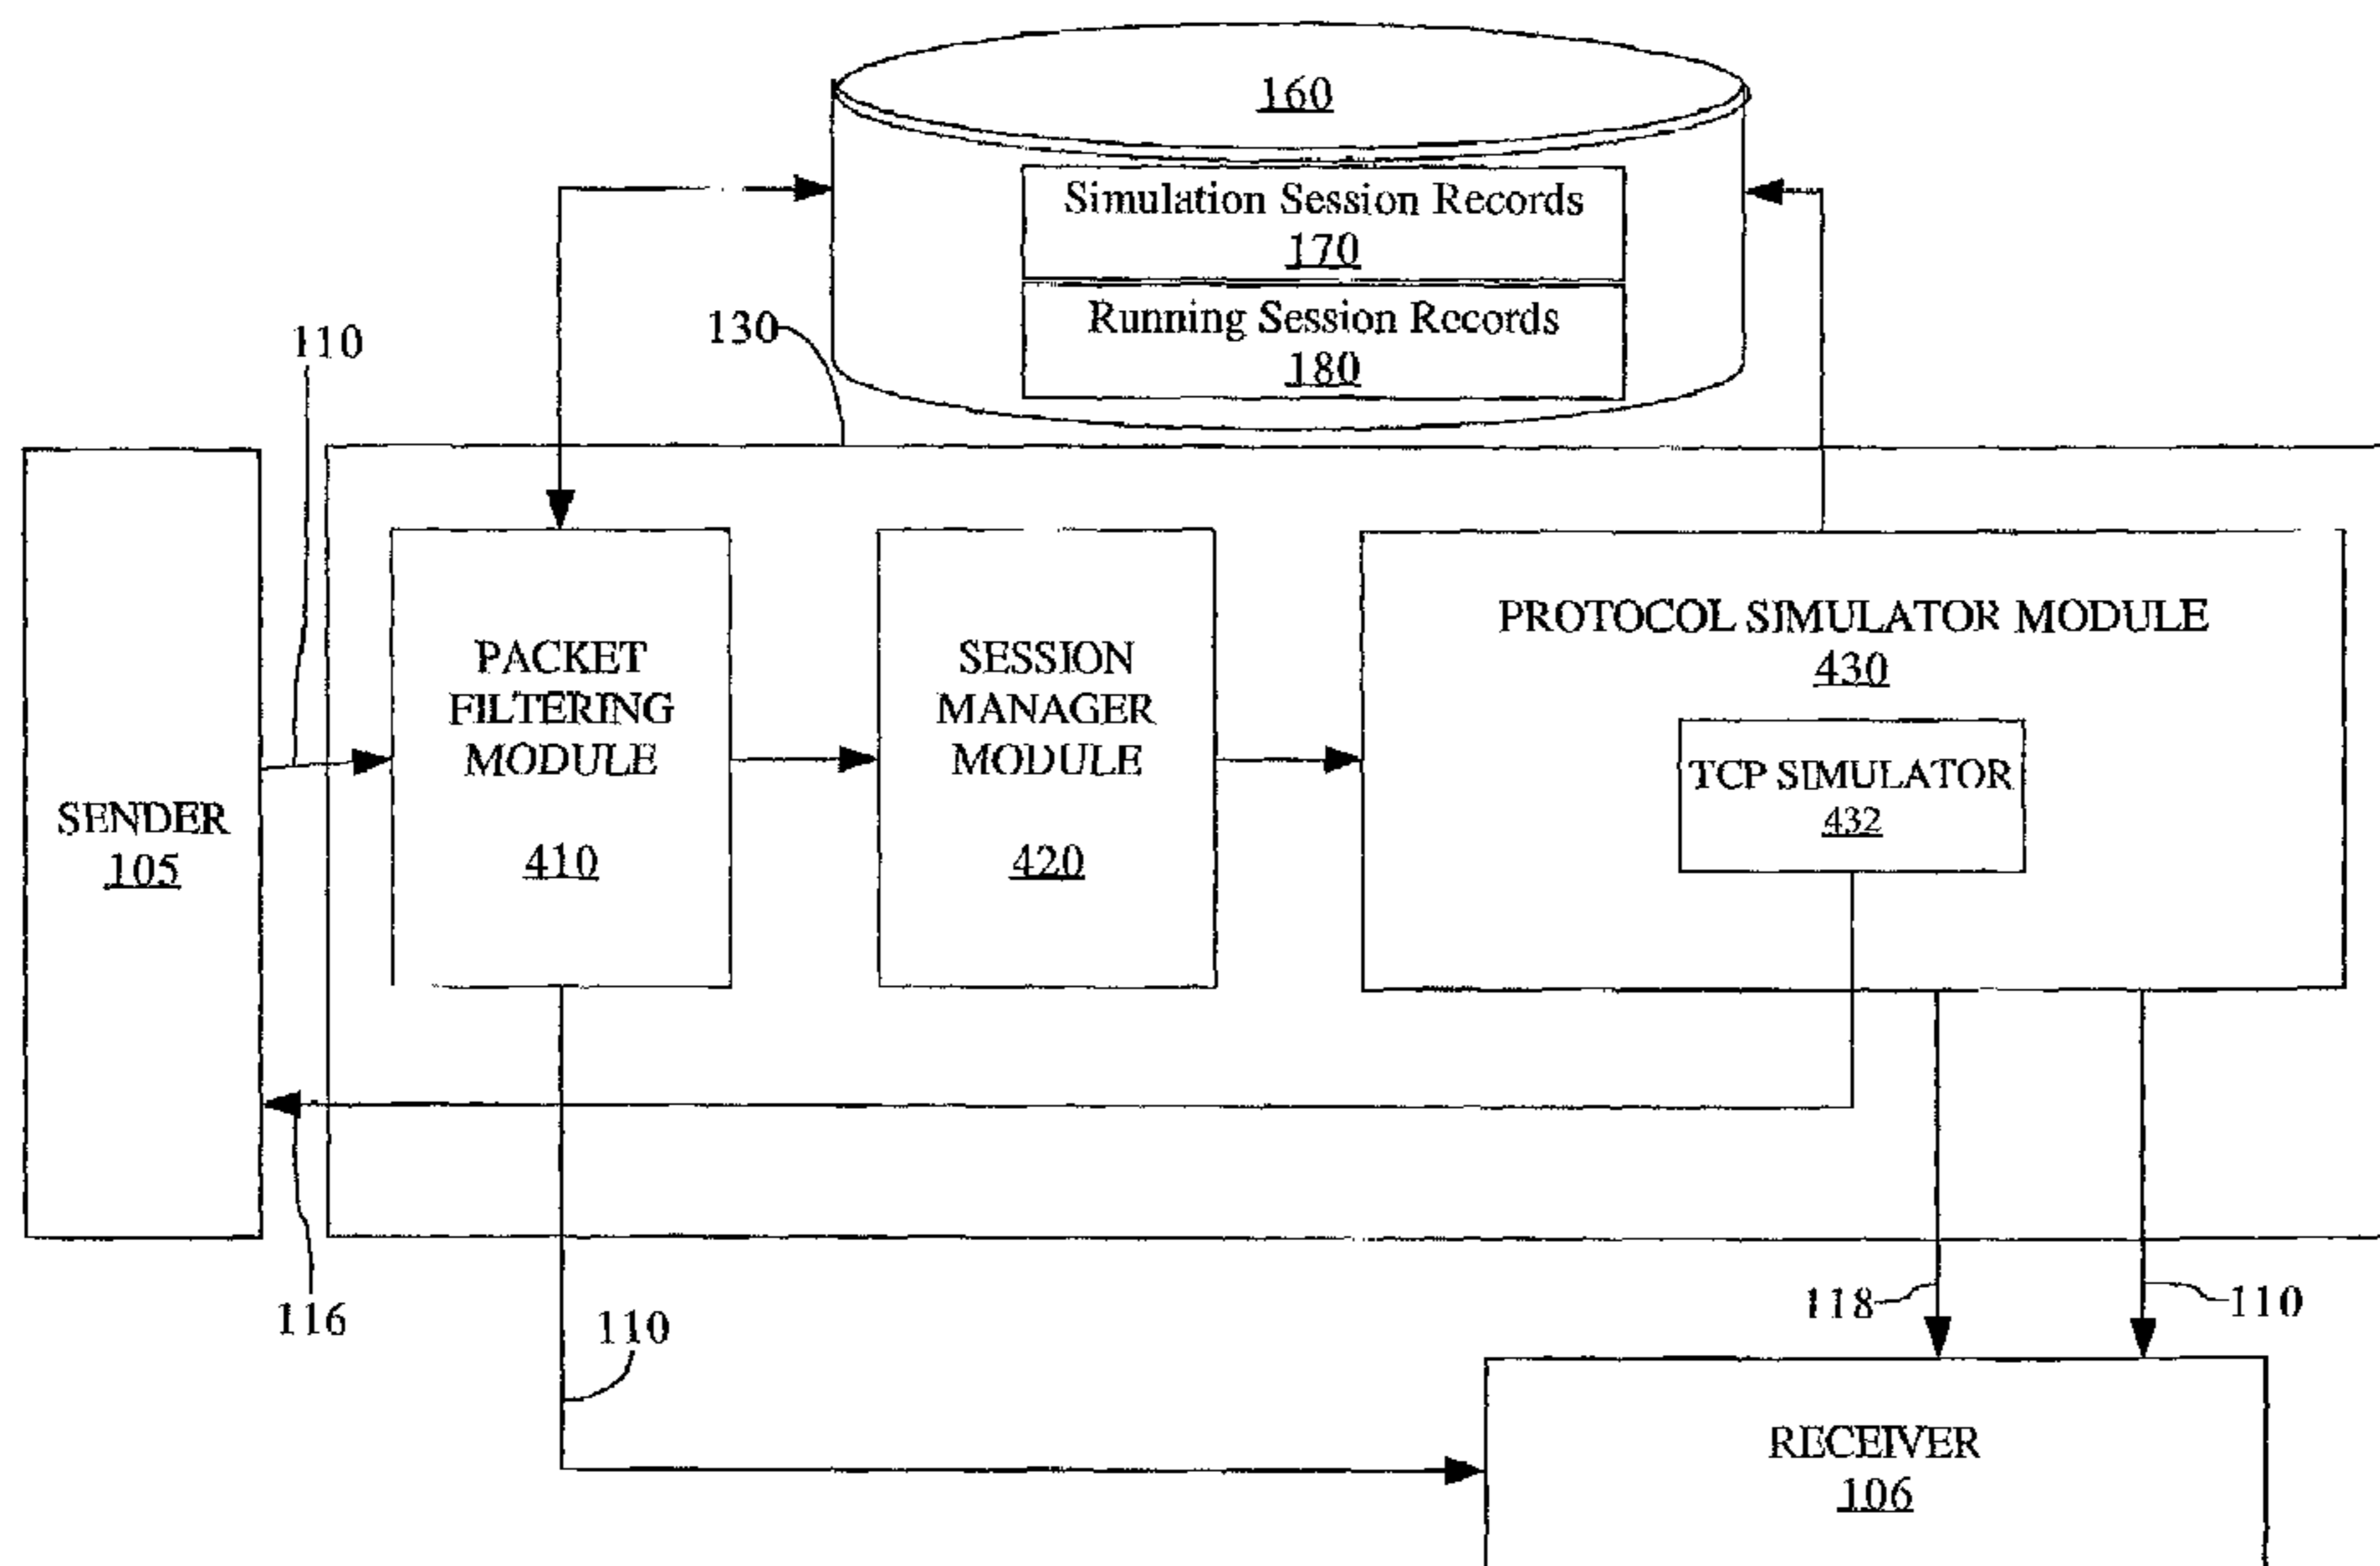 160
Simulation Session Records
170
Running Session Records
180
130
110
SENDER
105
PACKET
FILTERING
MODULE
410
SESSION
MANAGER
MODULE
420
PROTOCOL SIMULATOR MODULE
430
TCP SIMULATOR
432
116
110
118
110
RECEIVER
106